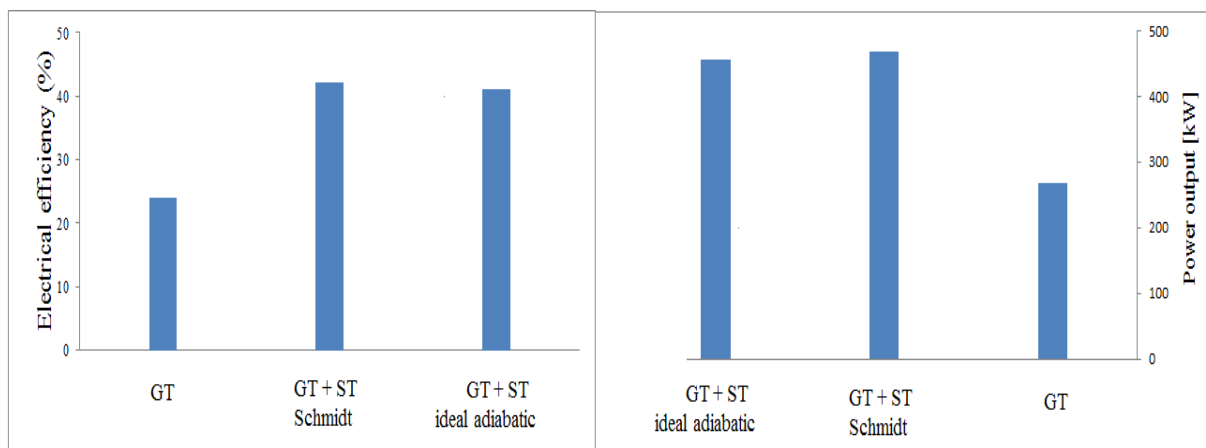 Electrical efficiency (%)
50
40
30
20
10
0
GT
GT + ST
Schmidt
GT + ST
ideal adiabatic
GT + ST
ideal adiabatic
GT + ST
Schmidt
GT
500
400
300
200
100
0
Power output [kW]